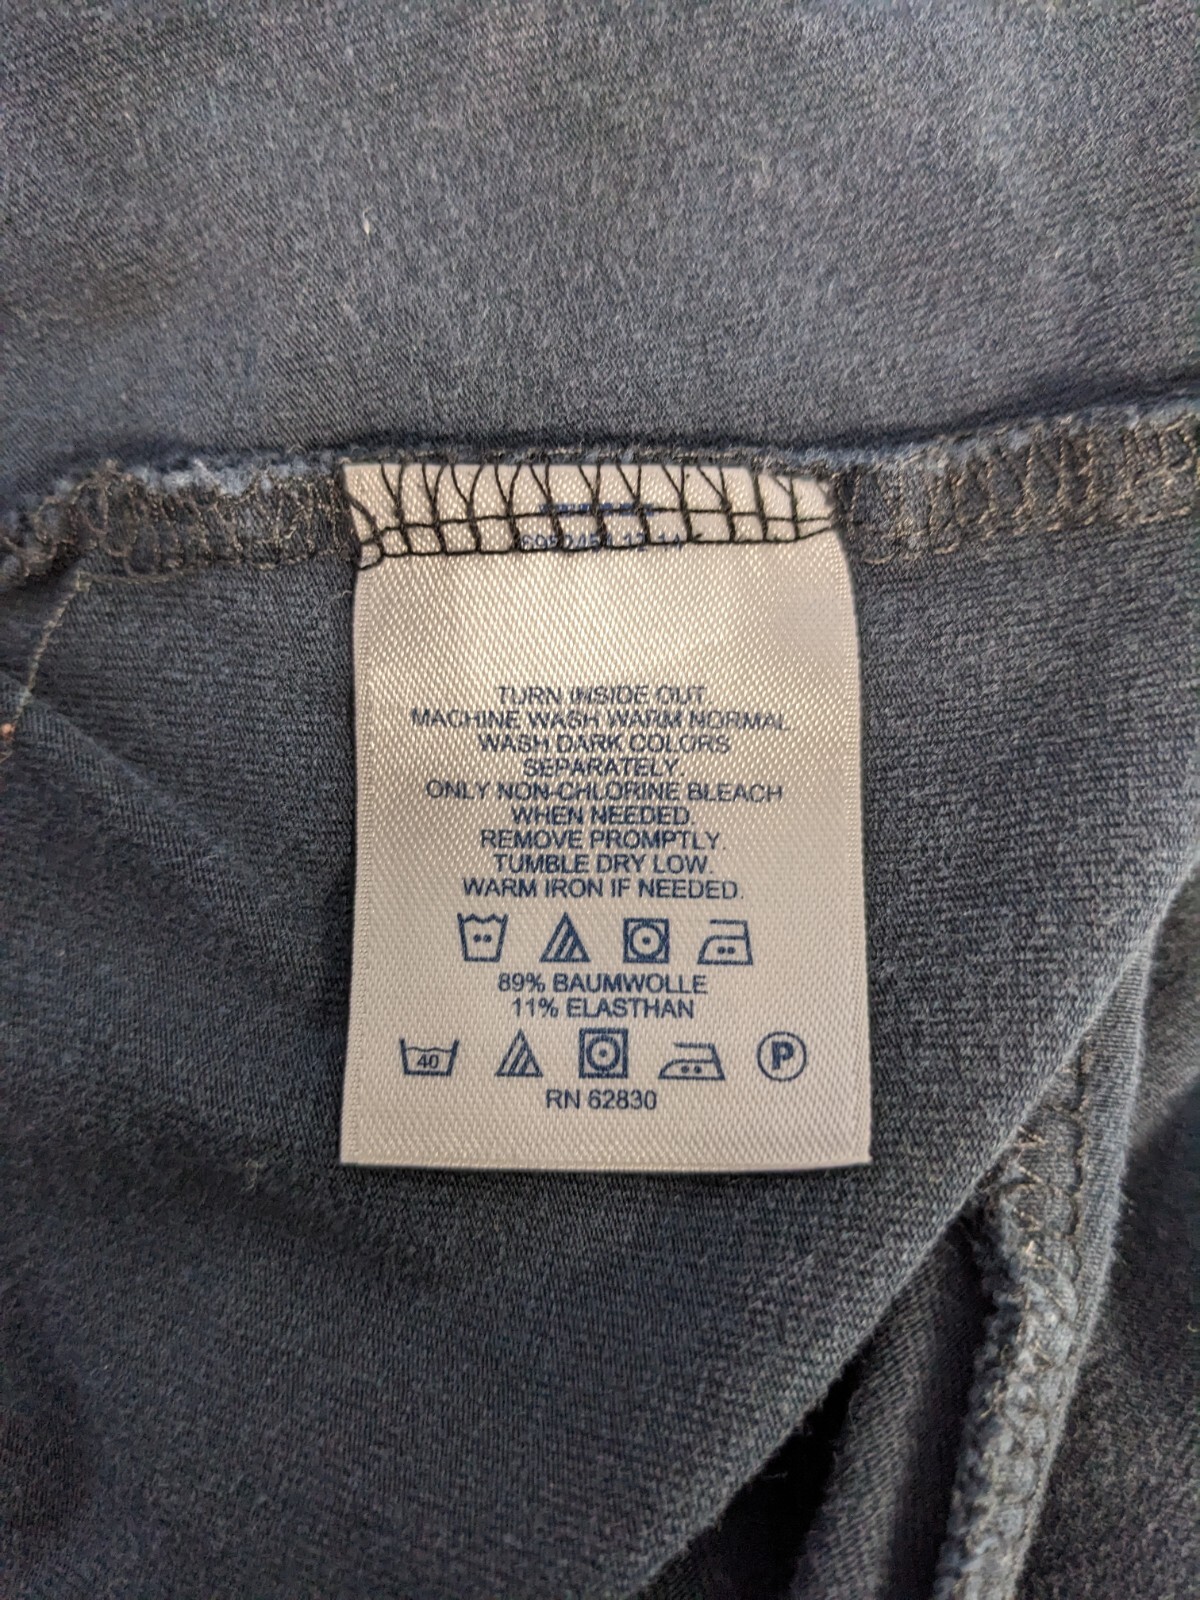 TURN INSIDE OUT
MACHINE WASH WARM NORMAL
WASH DARK COLORS
SEPARATELY.
ONLY NON-CHLORINE BLEACH
WHEN NEEDED.
REMOVE PROMPTLY.
TUMBLE DRY LOW.
WARM IRON IF NEEDED.
89% BAUMWOLLE
11% ELASTHAN
40 P
RN 62830